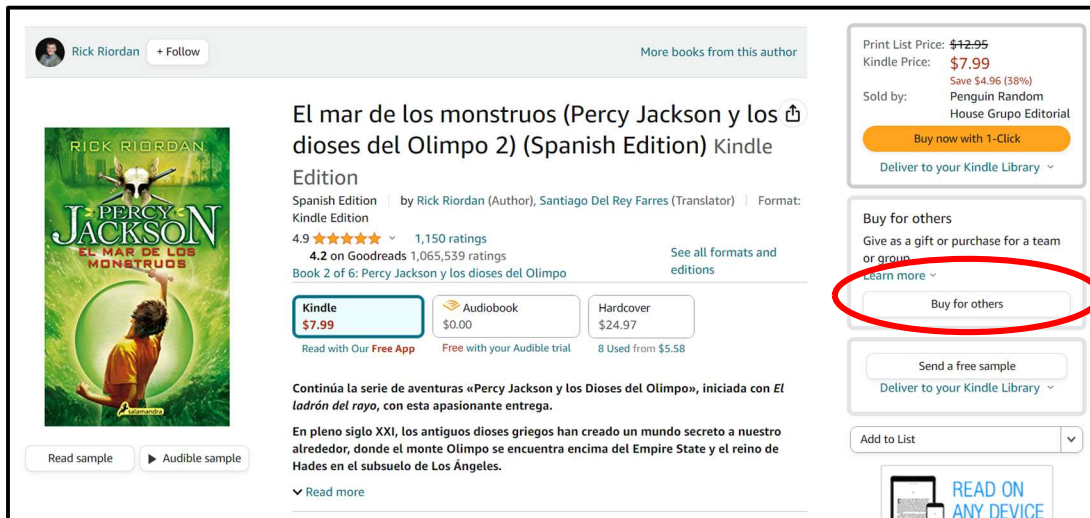 Rick Riordan
+ Follow
More books from this author
RICK RIORDAN
PERCY
JACKSON
EL MAR DE LOS
MONSTRUOS
salamandra
Read sample
Audible sample
El mar de los monstruos (Percy Jackson y los
dioses del Olimpo 2) (Spanish Edition) Kindle
Edition
Spanish Edition | by Rick Riordan (Author), Santiago Del Rey Farres (Translator) | Format:
Kindle Edition
4.9 1,150 ratings
4.2 on Goodreads 1,065,539 ratings
See all formats and
editions
Book 2 of 6: Percy Jackson y los dioses del Olimpo
Kindle
$7.99
Read with Our Free App
Audiobook
$0.00
Free with your Audible trial
Hardcover
$24.97
8 Used from $5.58
Continúa la serie de aventuras «Percy Jackson y los Dioses del Olimpo», iniciada con El
ladrón del rayo, con esta apasionante entrega.
En pleno siglo XXI, los antiguos dioses griegos han creado un mundo secreto a nuestro
alrededor, donde el monte Olimpo se encuentra encima del Empire State y el reino de
Hades en el subsuelo de Los Ángeles.
Read more
Print List Price: $12.95
Kindle Price: $7.99
Save $4.96 (38%)
Sold by: Penguin Random
House Grupo Editorial
Buy now with 1-Click
Deliver to your Kindle Library
Buy for others
Give as a gift or purchase for a team
or group.
Learn more
Buy for others
Send a free sample
Deliver to your Kindle Library
Add to List
READ ON
ANY DEVICE